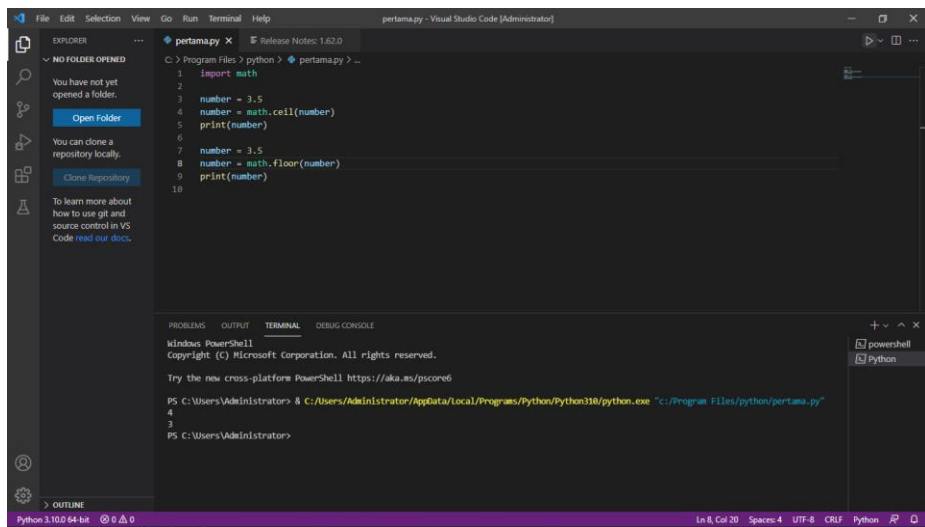 File Edit Selection View Go Run Terminal Help
pertama.py - Visual Studio Code [Administrator]
EXPLORER
NO FOLDER OPENED
You have not yet
opened a folder.
Open Folder
You can clone a
repository locally.
Clone Repository
To learn more about
how to use git and
source control in VS
Code read our docs.
OUTLINE
pertama.py
Release Notes: 1.62.0
C: > Program Files > python > pertama.py > ...
1 import math
2
3 number = 3.5
4 number = math.ceil(number)
5 print(number)
6
7 number = 3.5
8 number = math.floor(number)
9 print(number)
10
PROBLEMS OUTPUT TERMINAL DEBUG CONSOLE
Windows PowerShell
Copyright (C) Microsoft Corporation. All rights reserved.
Try the new cross-platform PowerShell https://aka.ms/pscore6
PS C:\Users\Administrator> & C:/Users/Administrator/AppData/Local/Programs/Python/Python310/python.exe "c:/Program Files/python/pertama.py"
4
3
PS C:\Users\Administrator>
powershell
Python
Python 3.10.0 64-bit 0 0
Ln 8, Col 20 Spaces: 4 UTF-8 CRLF Python